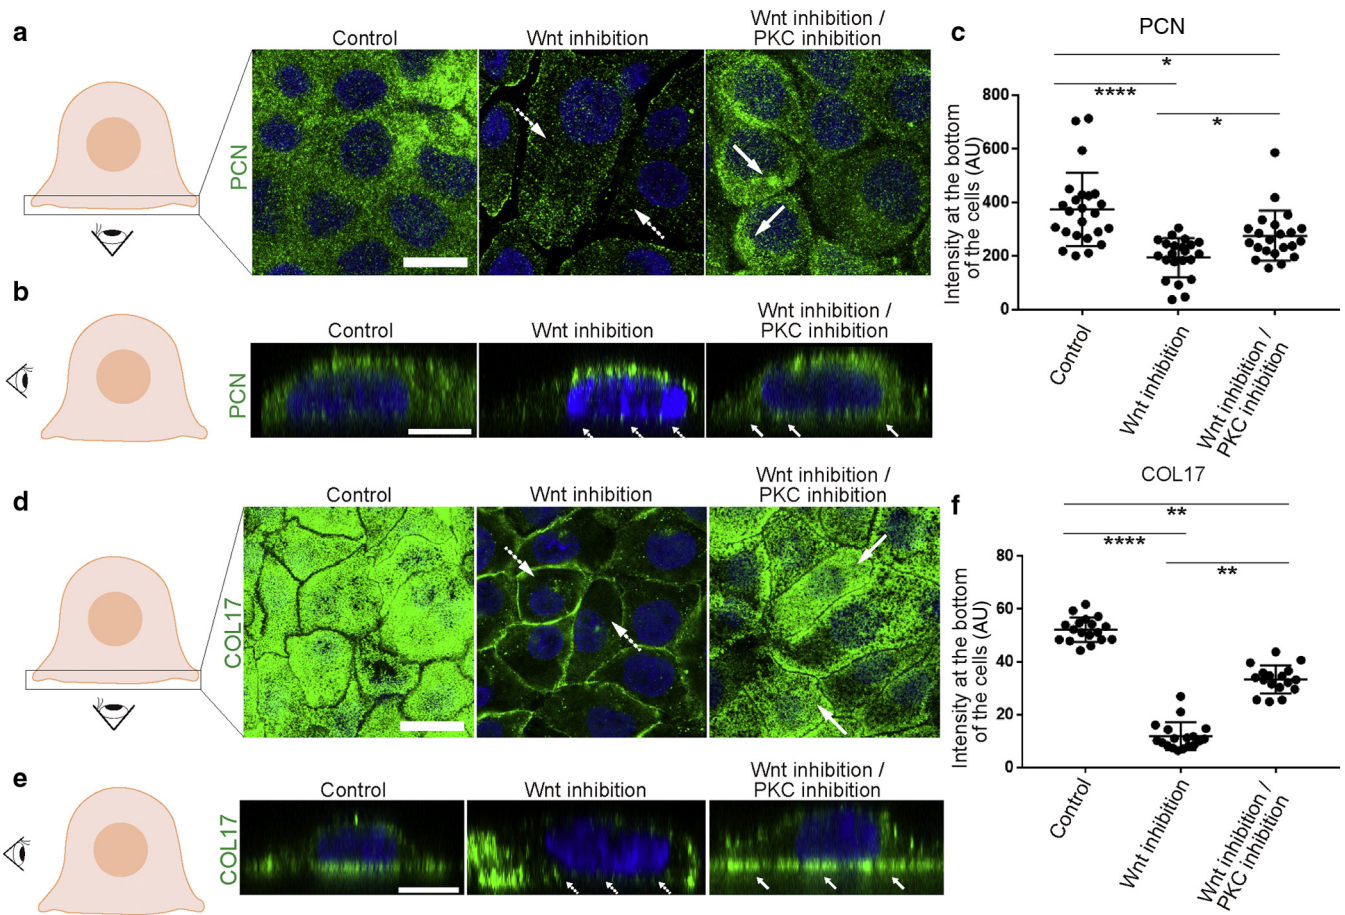 a
Control
Wnt inhibition
Wnt inhibition /
PKC inhibition
PCN
b
Control
Wnt inhibition
Wnt inhibition /
PKC inhibition
PCN
c
PCN
*
****
*
Intensity at the bottom
of the cells (AU)
800
600
400
200
0
Control
Wnt inhibition
Wnt inhibition /
PKC inhibition
d
Control
Wnt inhibition
Wnt inhibition /
PKC inhibition
COL17
e
Control
Wnt inhibition
Wnt inhibition /
PKC inhibition
COL17
f
COL17
**
****
**
Intensity at the bottom
of the cells (AU)
80
60
40
20
0
Control
Wnt inhibition
Wnt inhibition /
PKC inhibition